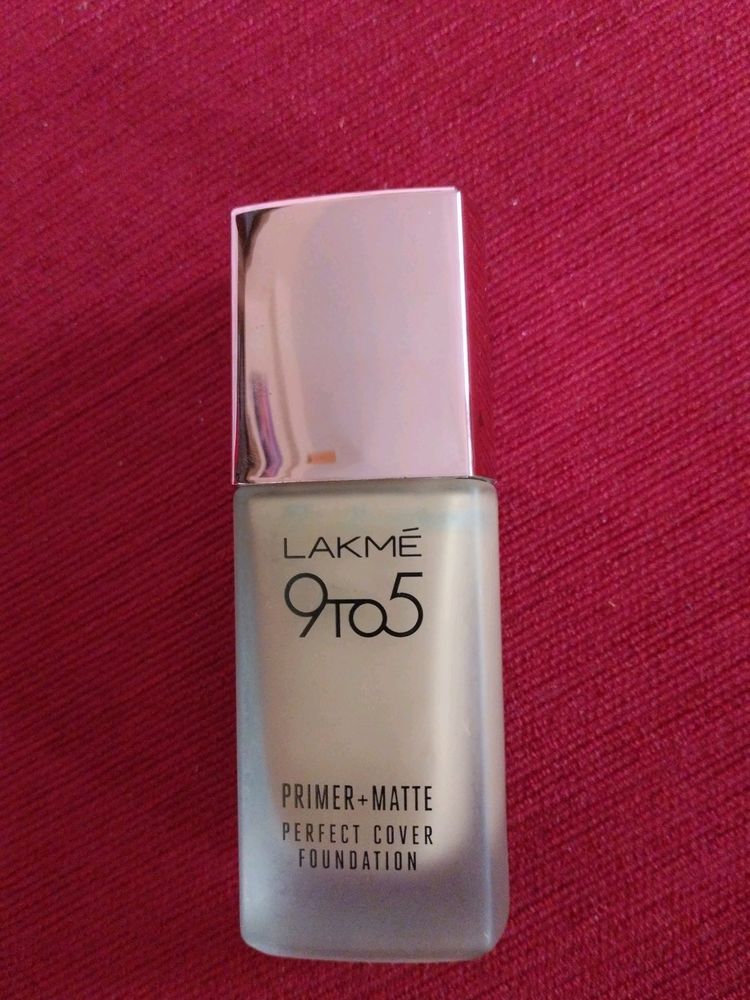 LAKMÉ
9TO5
PRIMER+MATTE
PERFECT COVER
FOUNDATION